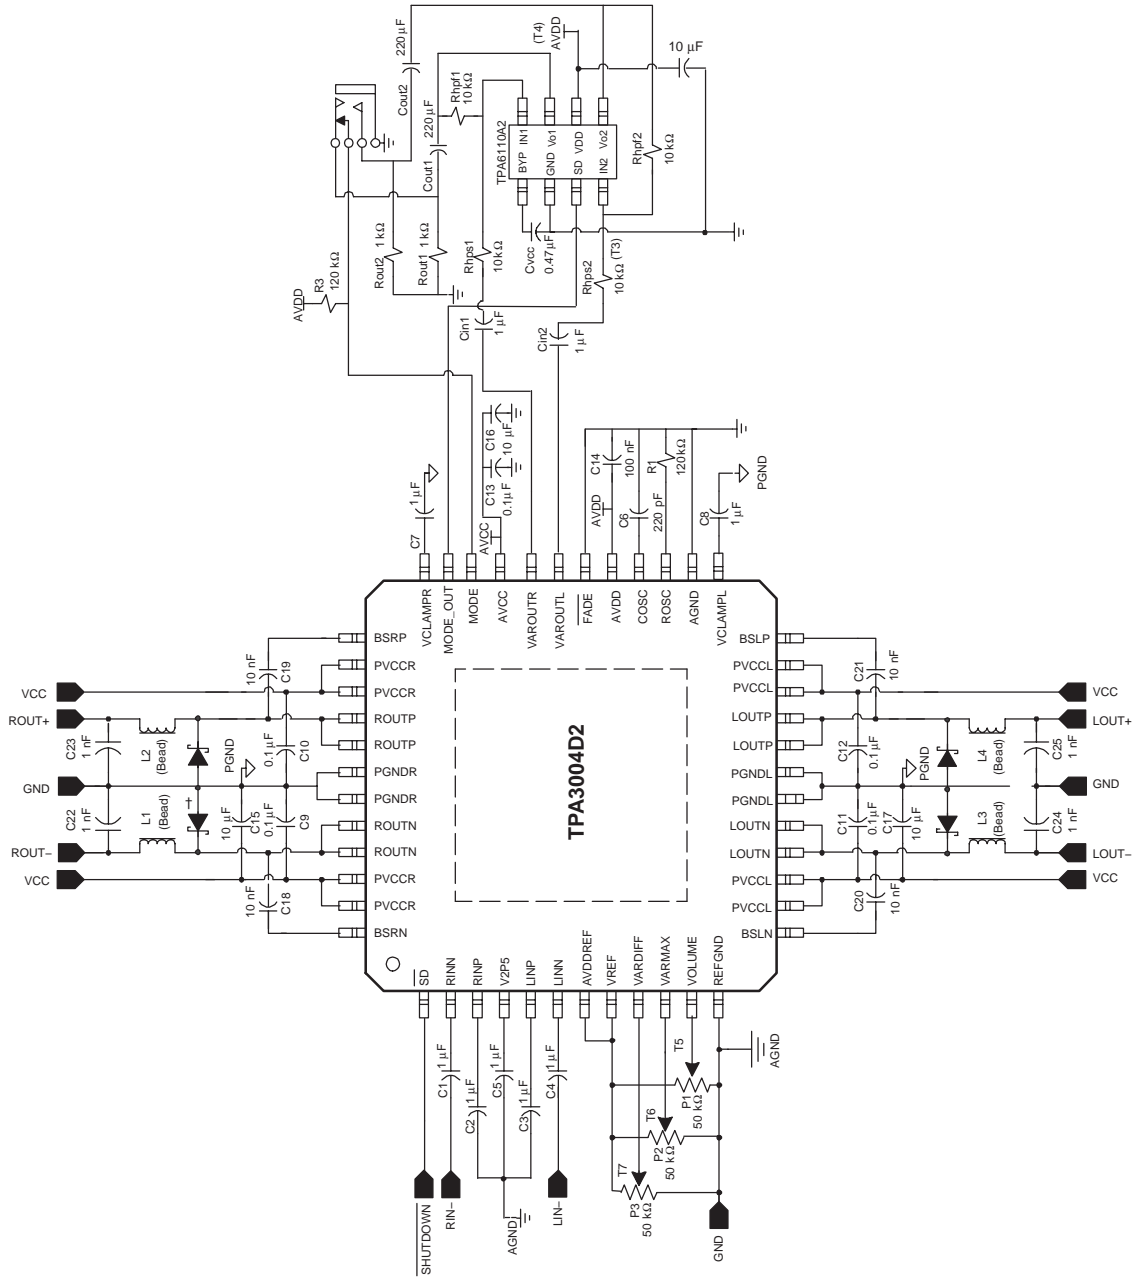 220 µF
Cout2
220 µF
Cout1
Rhpf1
10 kΩ
(T4)
AVDD
10 µF
TPA6110A2
BYP IN1
GND Vo1
SD VDD
IN2 Vo2
Rhpf2
10 kΩ
AVDD
R3
120 kΩ
Rout2 1 kΩ
Rout1 1 kΩ
Rhps1
10kΩ
Cvcc
0.47µF
Rhps2
10 kΩ (T3)
Cin1
1 µF
Cin2
1 µF
C7
1 µF
AVCC
C13
0.1µF
C16
10 µF
AVDD
C14
100 nF
C6
220 pF
R1
120kΩ
C8
1 µF
PGND
VCLAMPR
MODE_OUT
MODE
AVCC
VAROUTR
VAROUTL
FADE
AVDD
COSC
ROSC
AGND
VCLAMPL
BSRP
PVCCR
PVCCR
ROUTP
ROUTP
PGNDR
PGNDR
ROUTN
ROUTN
PVCCR
PVCCR
BSRN
TPA3004D2
BSLP
PVCCL
PVCCL
LOUTP
LOUTP
PGNDL
PGNDL
LOUTN
LOUTN
PVCCL
PVCCL
BSLN
VCC
ROUT+
GND
ROUT−
VCC
C23
1 nF
C22
1 nF
L2
(Bead)
L1
(Bead)
†
PGND
10 nF
C19
0.1 µF
C10
10 µF
C15
0.1 µF
C9
10 nF
C18
C21
10 nF
C12
0.1 µF
PGND
C11
0.1 µF
C17
10 µF
C20
10 nF
L4
(Bead)
L3
(Bead)
C25
1 nF
C24
1 nF
VCC
LOUT+
GND
LOUT−
VCC
SD
RINN
RINP
V2P5
LINP
LINN
AVDDREF
VREF
VARDIFF
VARMAX
VOLUME
REFGND
C1
1 µF
C2
1 µF
C5
1 µF
C3
1 µF
C4
1 µF
SHUTDOWN
RIN−
AGND
LIN−
T5
P1
50 kΩ
T6
P2
50 kΩ
T7
P3
50 kΩ
AGND
GND